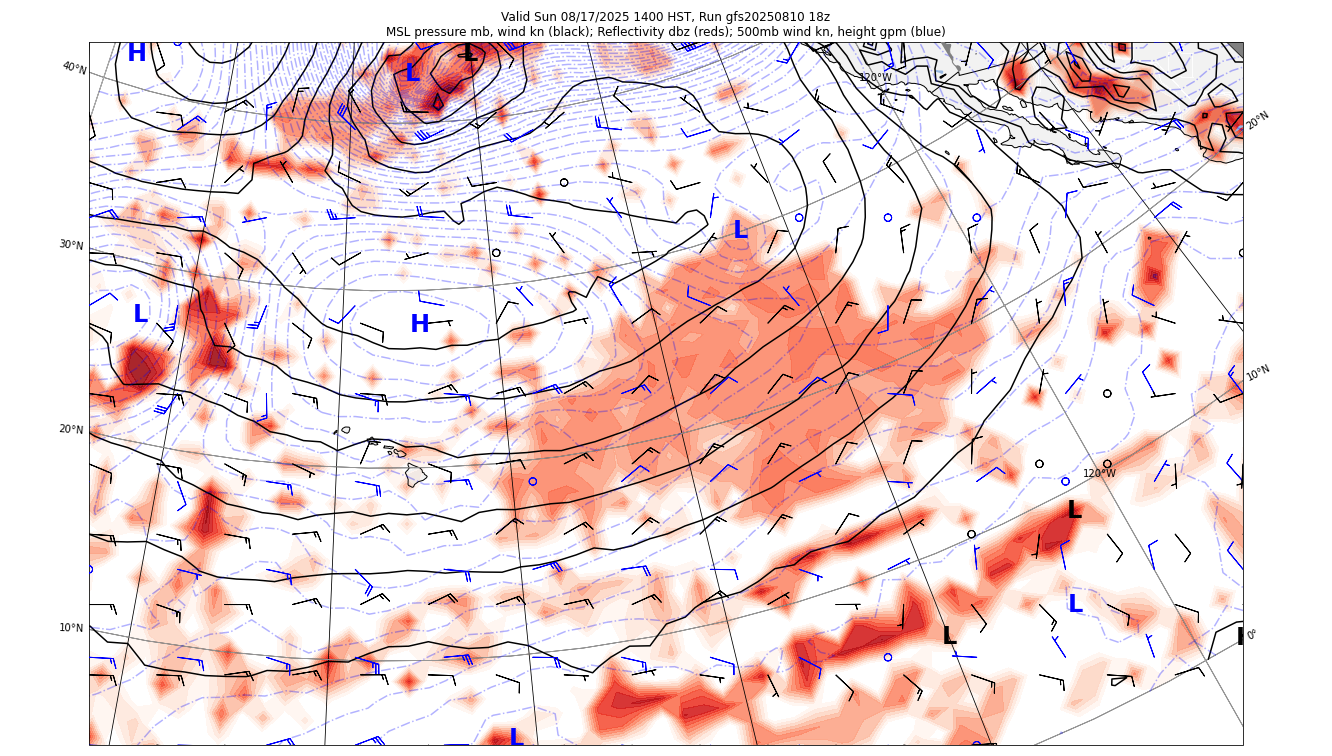 Valid Sun 08/17/2025 1400 HST, Run gfs20250810 18z
MSL pressure mb, wind kn (black); Reflectivity dbz (reds); 500mb wind kn, height gpm (blue)
H
L
L
40°N
120°W
20°N
L
30°N
L
H
10°N
20°N
120°W
L
L
10°N
L
0°
L